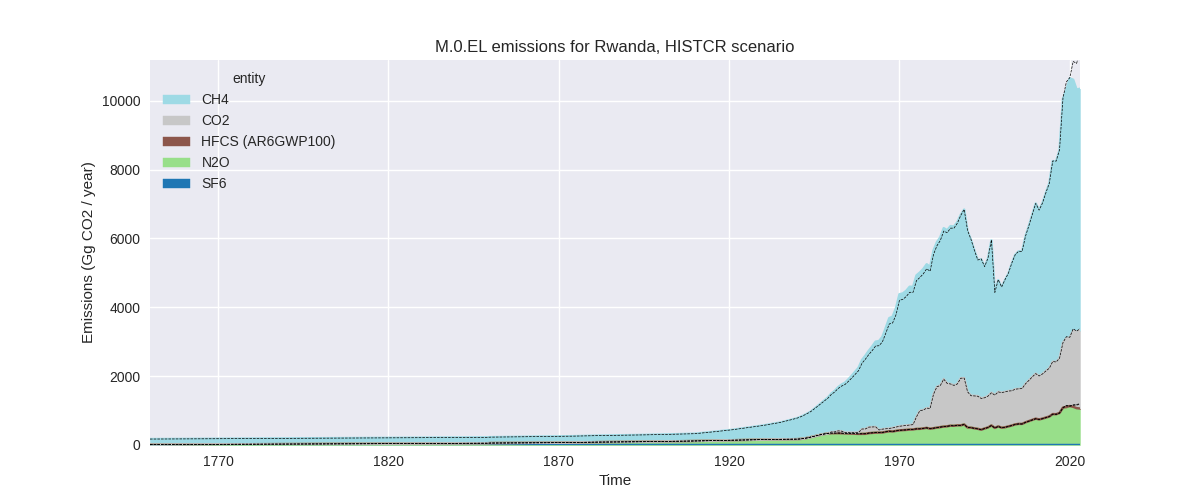 M.0.EL emissions for Rwanda, HISTCR scenario
entity
CH4
CO2
HFCS (AR6GWP100)
N2O
SF6
10000
8000
6000
4000
2000
0
Emissions (Gg CO2 / year)
1770
1820
1870
1920
1970
2020
Time